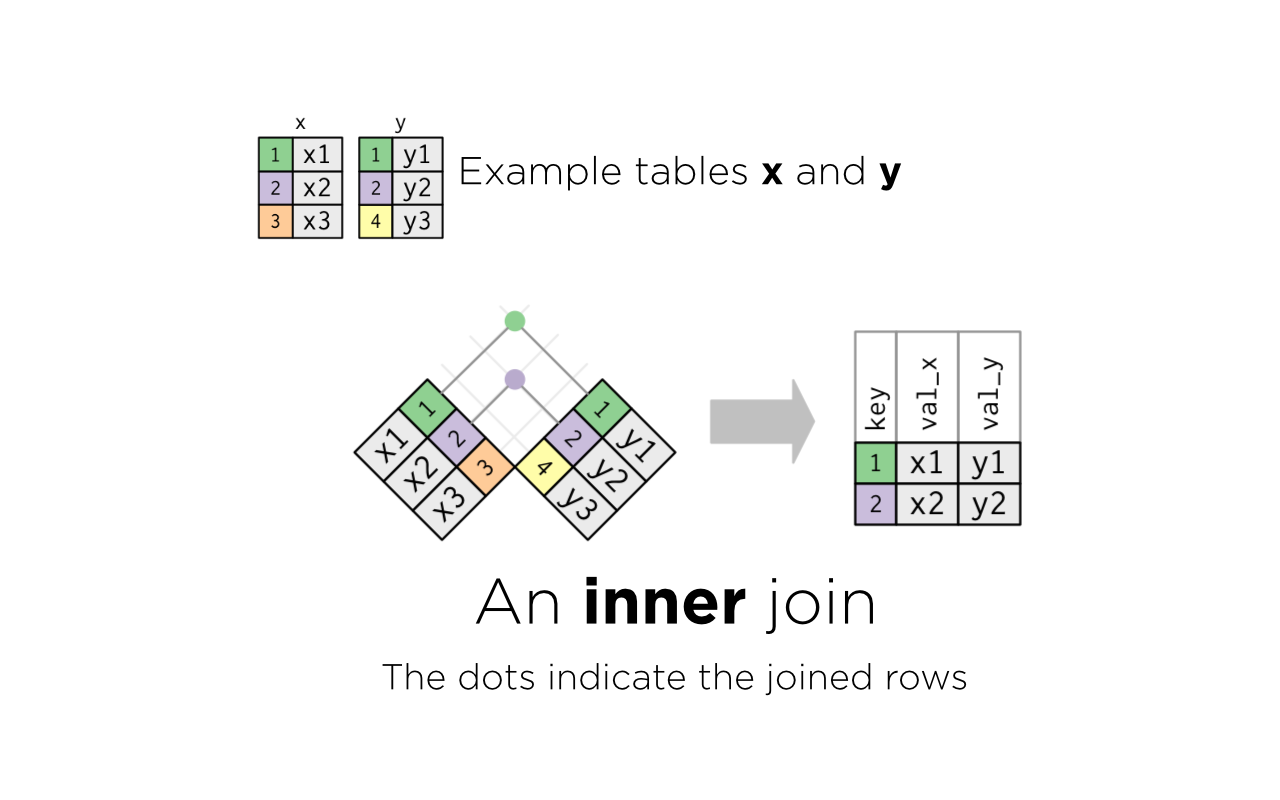 x y
1 x1 1 y1
2 x2 2 y2
3 x3 4 y3
Example tables x and y
1 1
x1 2 2 y1
x2 3 4 y2
x3 y3
key val_x val_y
1 x1 y1
2 x2 y2
An inner join
The dots indicate the joined rows